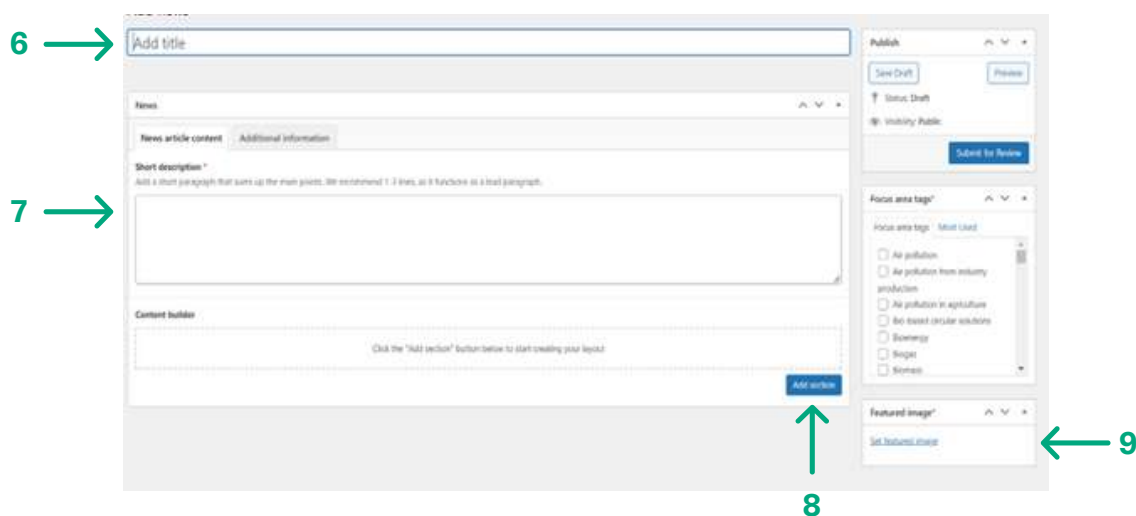 6
Add title
Publish
Save Draft
Preview
Status: Draft
Visibility: Public
Submit for Review
News
News article content
Additional information
Short description *
Add a short paragraph that sums up the main points. We recommend 1-3 lines, as it functions as a lead paragraph.
7
Focus area tags*
Focus area tags
Most Used
Air pollution
Air pollution from industry
production
Air pollution in agriculture
Bio-based circular solutions
Bioenergy
Biogas
Biomass
Content builder
Click the "Add section" button below to start creating your layout
Add section
8
Featured image*
Set featured image
9